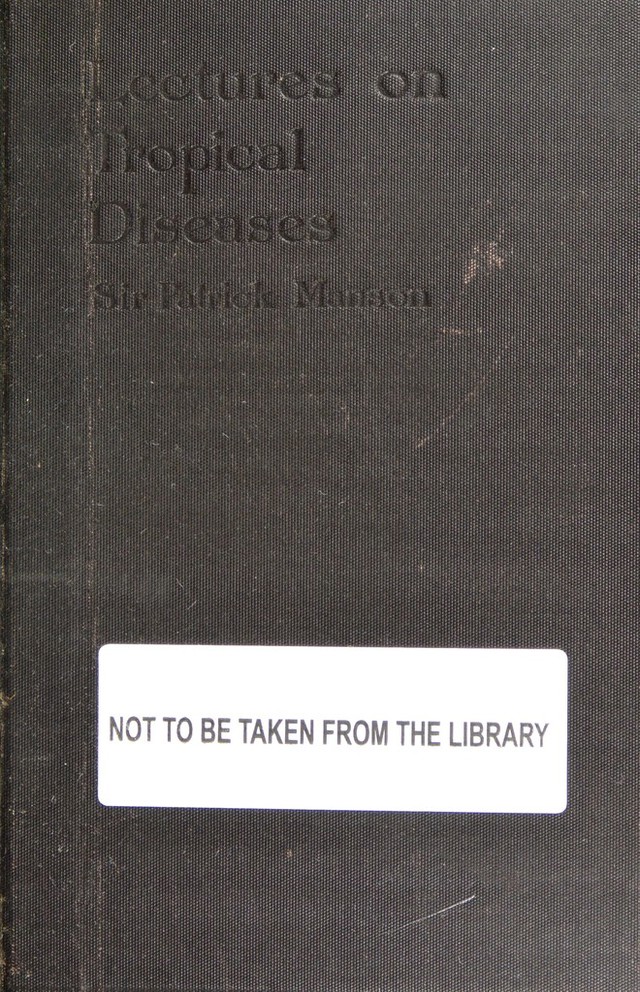 Lectures on
Tropical
Diseases
Sir Patrick Manson
NOT TO BE TAKEN FROM THE LIBRARY